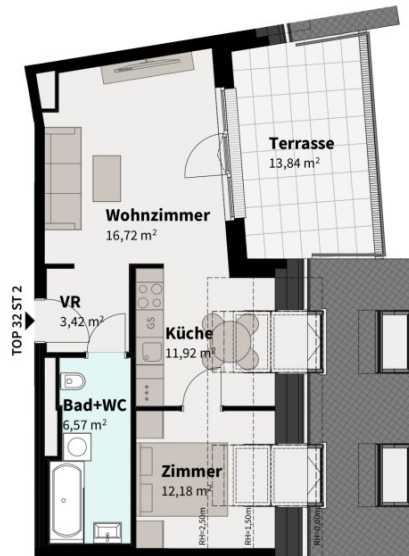 Terrasse
13,84 m²
Wohnzimmer
16,72 m²
TOP 32 ST 2
VR
3,42 m²
GS
Küche
11,92 m²
Bad+WC
6,57 m²
Zimmer
12,18 m²
RH=2,50m
RH=1,50m
RH=0,00m